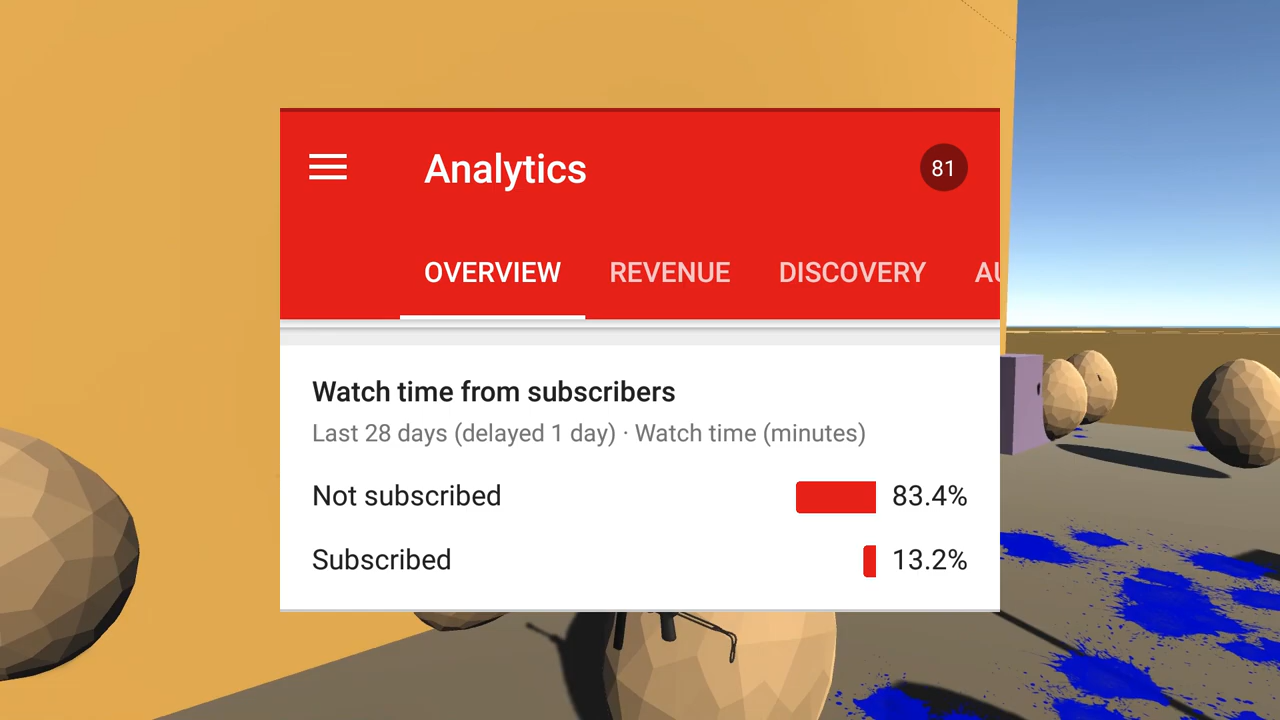 Analytics
81
OVERVIEW REVENUE DISCOVERY AU
Watch time from subscribers
Last 28 days (delayed 1 day) · Watch time (minutes)
Not subscribed 83.4%
Subscribed 13.2%